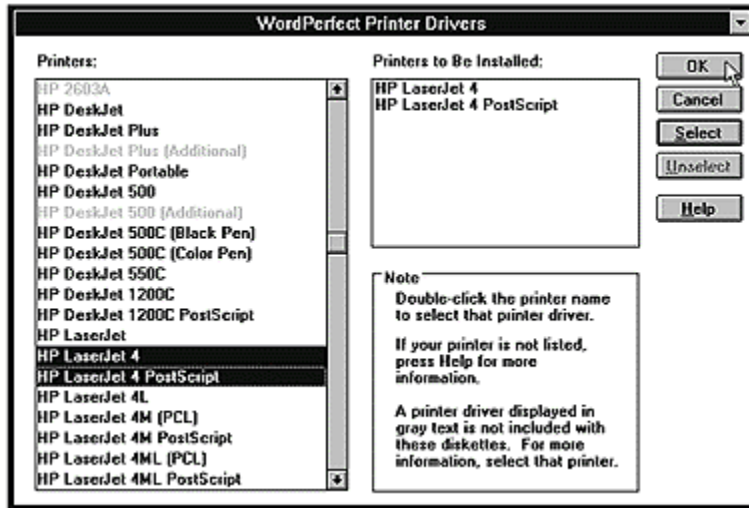 WordPerfect Printer Drivers
Printers:
HP 2603A
HP DeskJet
HP DeskJet Plus
HP DeskJet Plus (Additional)
HP DeskJet Portable
HP DeskJet 500
HP DeskJet 500 (Additional)
HP DeskJet 500C (Black Pen)
HP DeskJet 500C (Color Pen)
HP DeskJet 550C
HP DeskJet 1200C
HP DeskJet 1200C PostScript
HP LaserJet
HP LaserJet 4
HP LaserJet 4 PostScript
HP LaserJet 4L
HP LaserJet 4M (PCL)
HP LaserJet 4M PostScript
HP LaserJet 4ML (PCL)
HP LaserJet 4ML PostScript
Printers to Be Installed:
HP LaserJet 4
HP LaserJet 4 PostScript
Note
Double-click the printer name
to select that printer driver.
If your printer is not listed,
press Help for more
information.
A printer driver displayed in
gray text is not included with
these diskettes. For more
information, select that printer.
OK
Cancel
Select
Unselect
Help